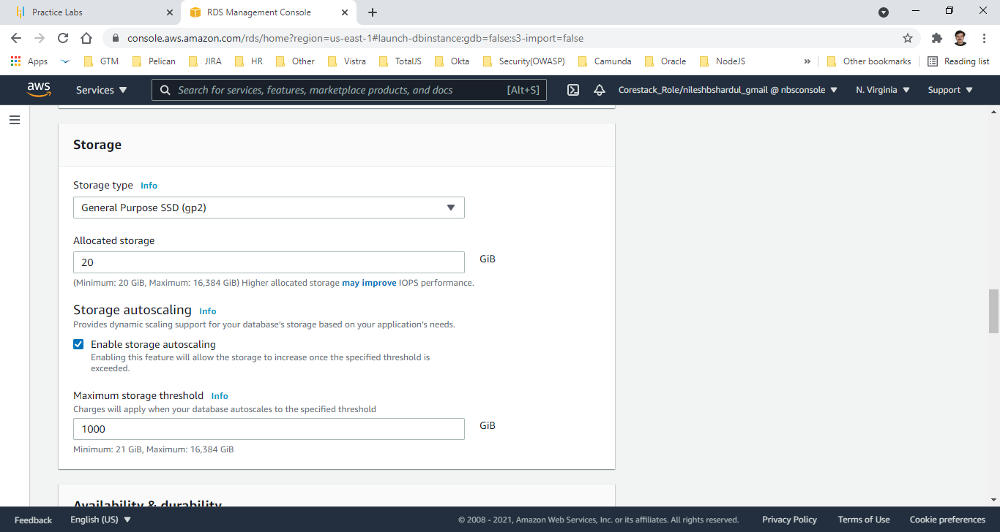 Practice Labs
RDS Management Console
console.aws.amazon.com/rds/home?region=us-east-1#launch-dbinstance:gdb=false;s3-import=false
Apps GTM Pelican JIRA HR Other Vistra TotalJS Okta Security(OWASP) Camunda Oracle NodeJS » Other bookmarks Reading list
aws Services Search for services, features, marketplace products, and docs [Alt+S] Corestack_Role/nileshbshardul_gmail @ nbsconsole N. Virginia Support
Storage
Storage type Info
General Purpose SSD (gp2)
Allocated storage
20 GiB
(Minimum: 20 GiB, Maximum: 16,384 GiB) Higher allocated storage may improve IOPS performance.
Storage autoscaling Info
Provides dynamic scaling support for your database's storage based on your application's needs.
Enable storage autoscaling
Enabling this feature will allow the storage to increase once the specified threshold is
exceeded.
Maximum storage threshold Info
Charges will apply when your database autoscales to the specified threshold
1000 GiB
Minimum: 21 GiB, Maximum: 16,384 GiB
Availability & durability
Feedback English (US) © 2008 - 2021, Amazon Web Services, Inc. or its affiliates. All rights reserved. Privacy Policy Terms of Use Cookie preferences